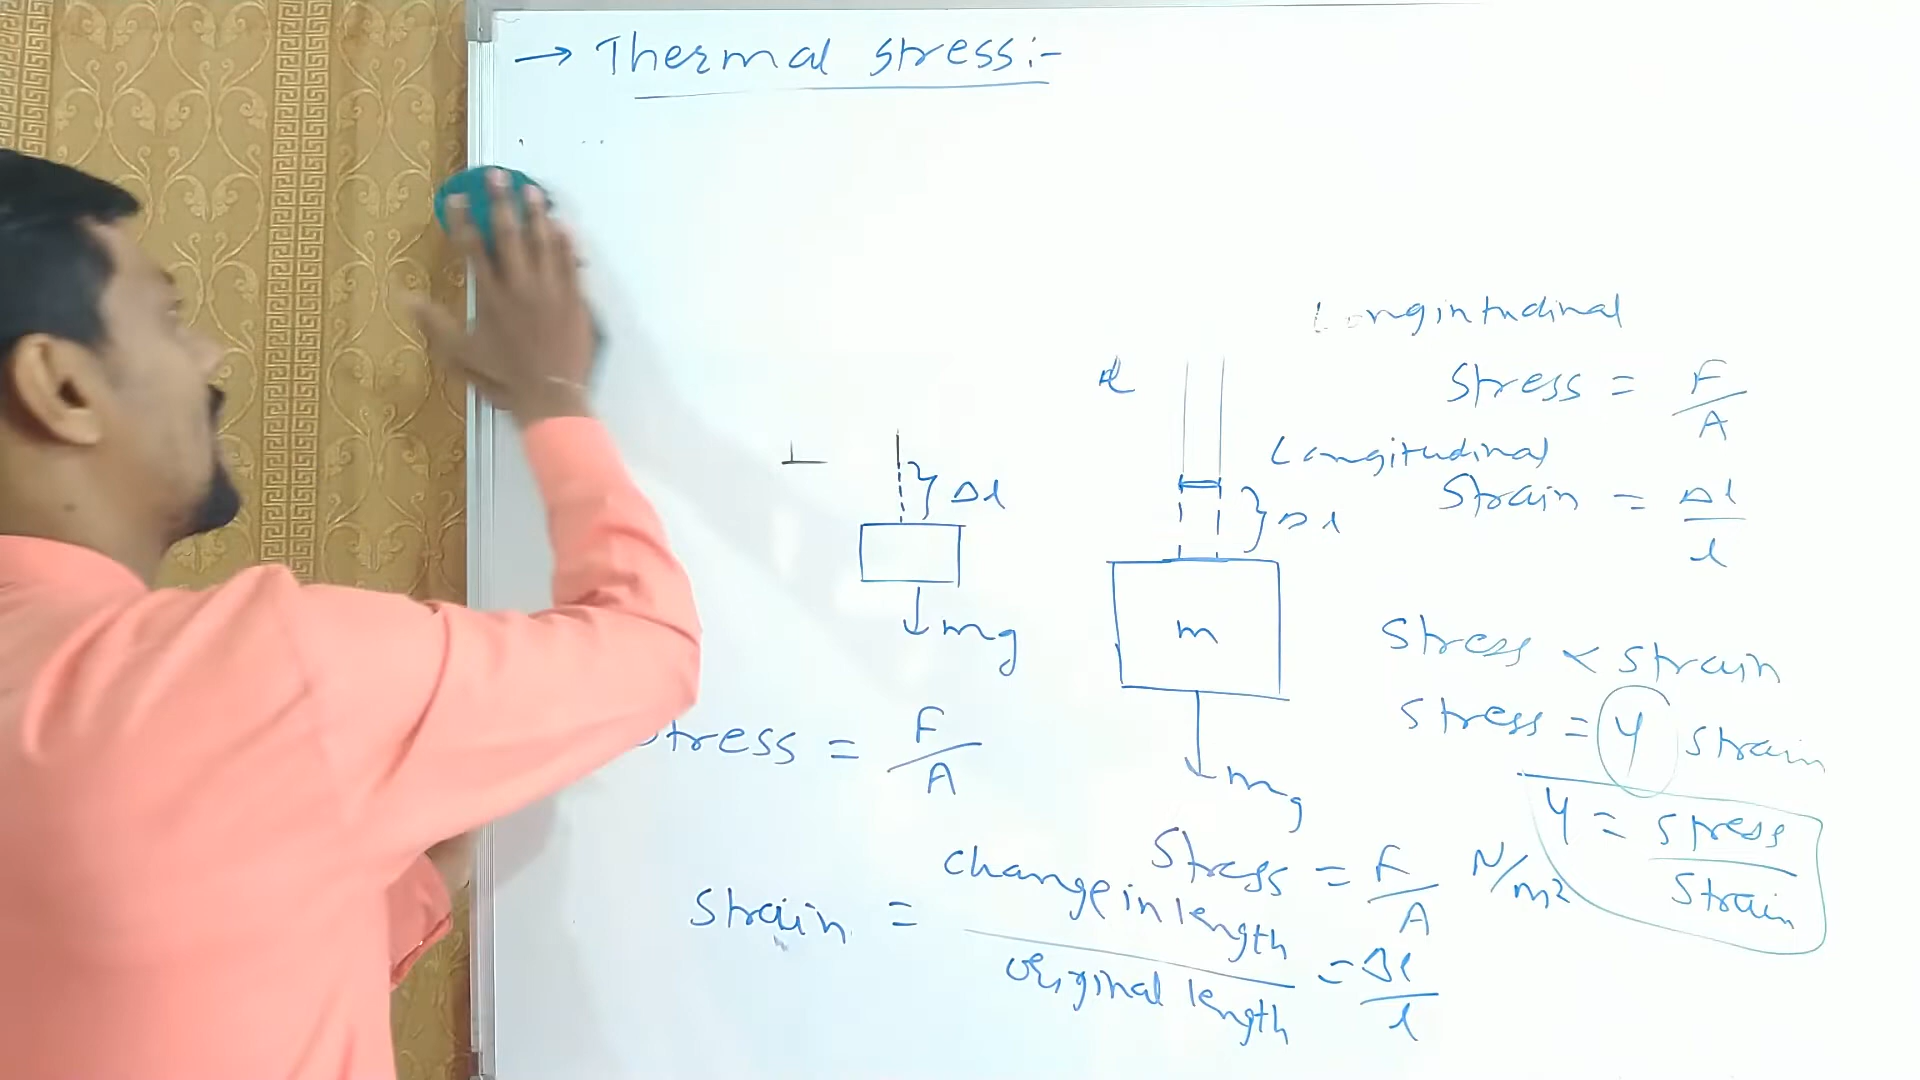 → Thermal stress:-
Longintudinal
Stress = F/A
Longitudinal
Strain = Δl/l
Δl
Δl
m
mg
mg
Stress ∝ strain
Stress = Y strain
Y = stress/strain
stress = F/A
Stress = F/A N/m²
Strain = change in length/original length = Δl/l